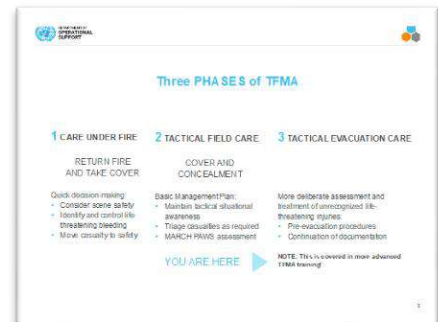 DEPARTMENT OF
OPERATIONAL
SUPPORT
Three PHASES of TFMA
1 CARE UNDER FIRE
RETURN FIRE
AND TAKE COVER
Quick decision-making:
• Consider scene safety
• Identify and control life-
threatening bleeding
• Move casualty to safety
2 TACTICAL FIELD CARE
COVER AND
CONCEALMENT
Basic Management Plan:
• Maintain tactical situational
awareness
• Triage casualties as required
• MARCH PAWS assessment
YOU ARE HERE
3 TACTICAL EVACUATION CARE
More deliberate assessment and
treatment of unrecognized life-
threatening injuries:
• Pre-evacuation procedures
• Continuation of documentation
NOTE: This is covered in more advanced
TFMA training!